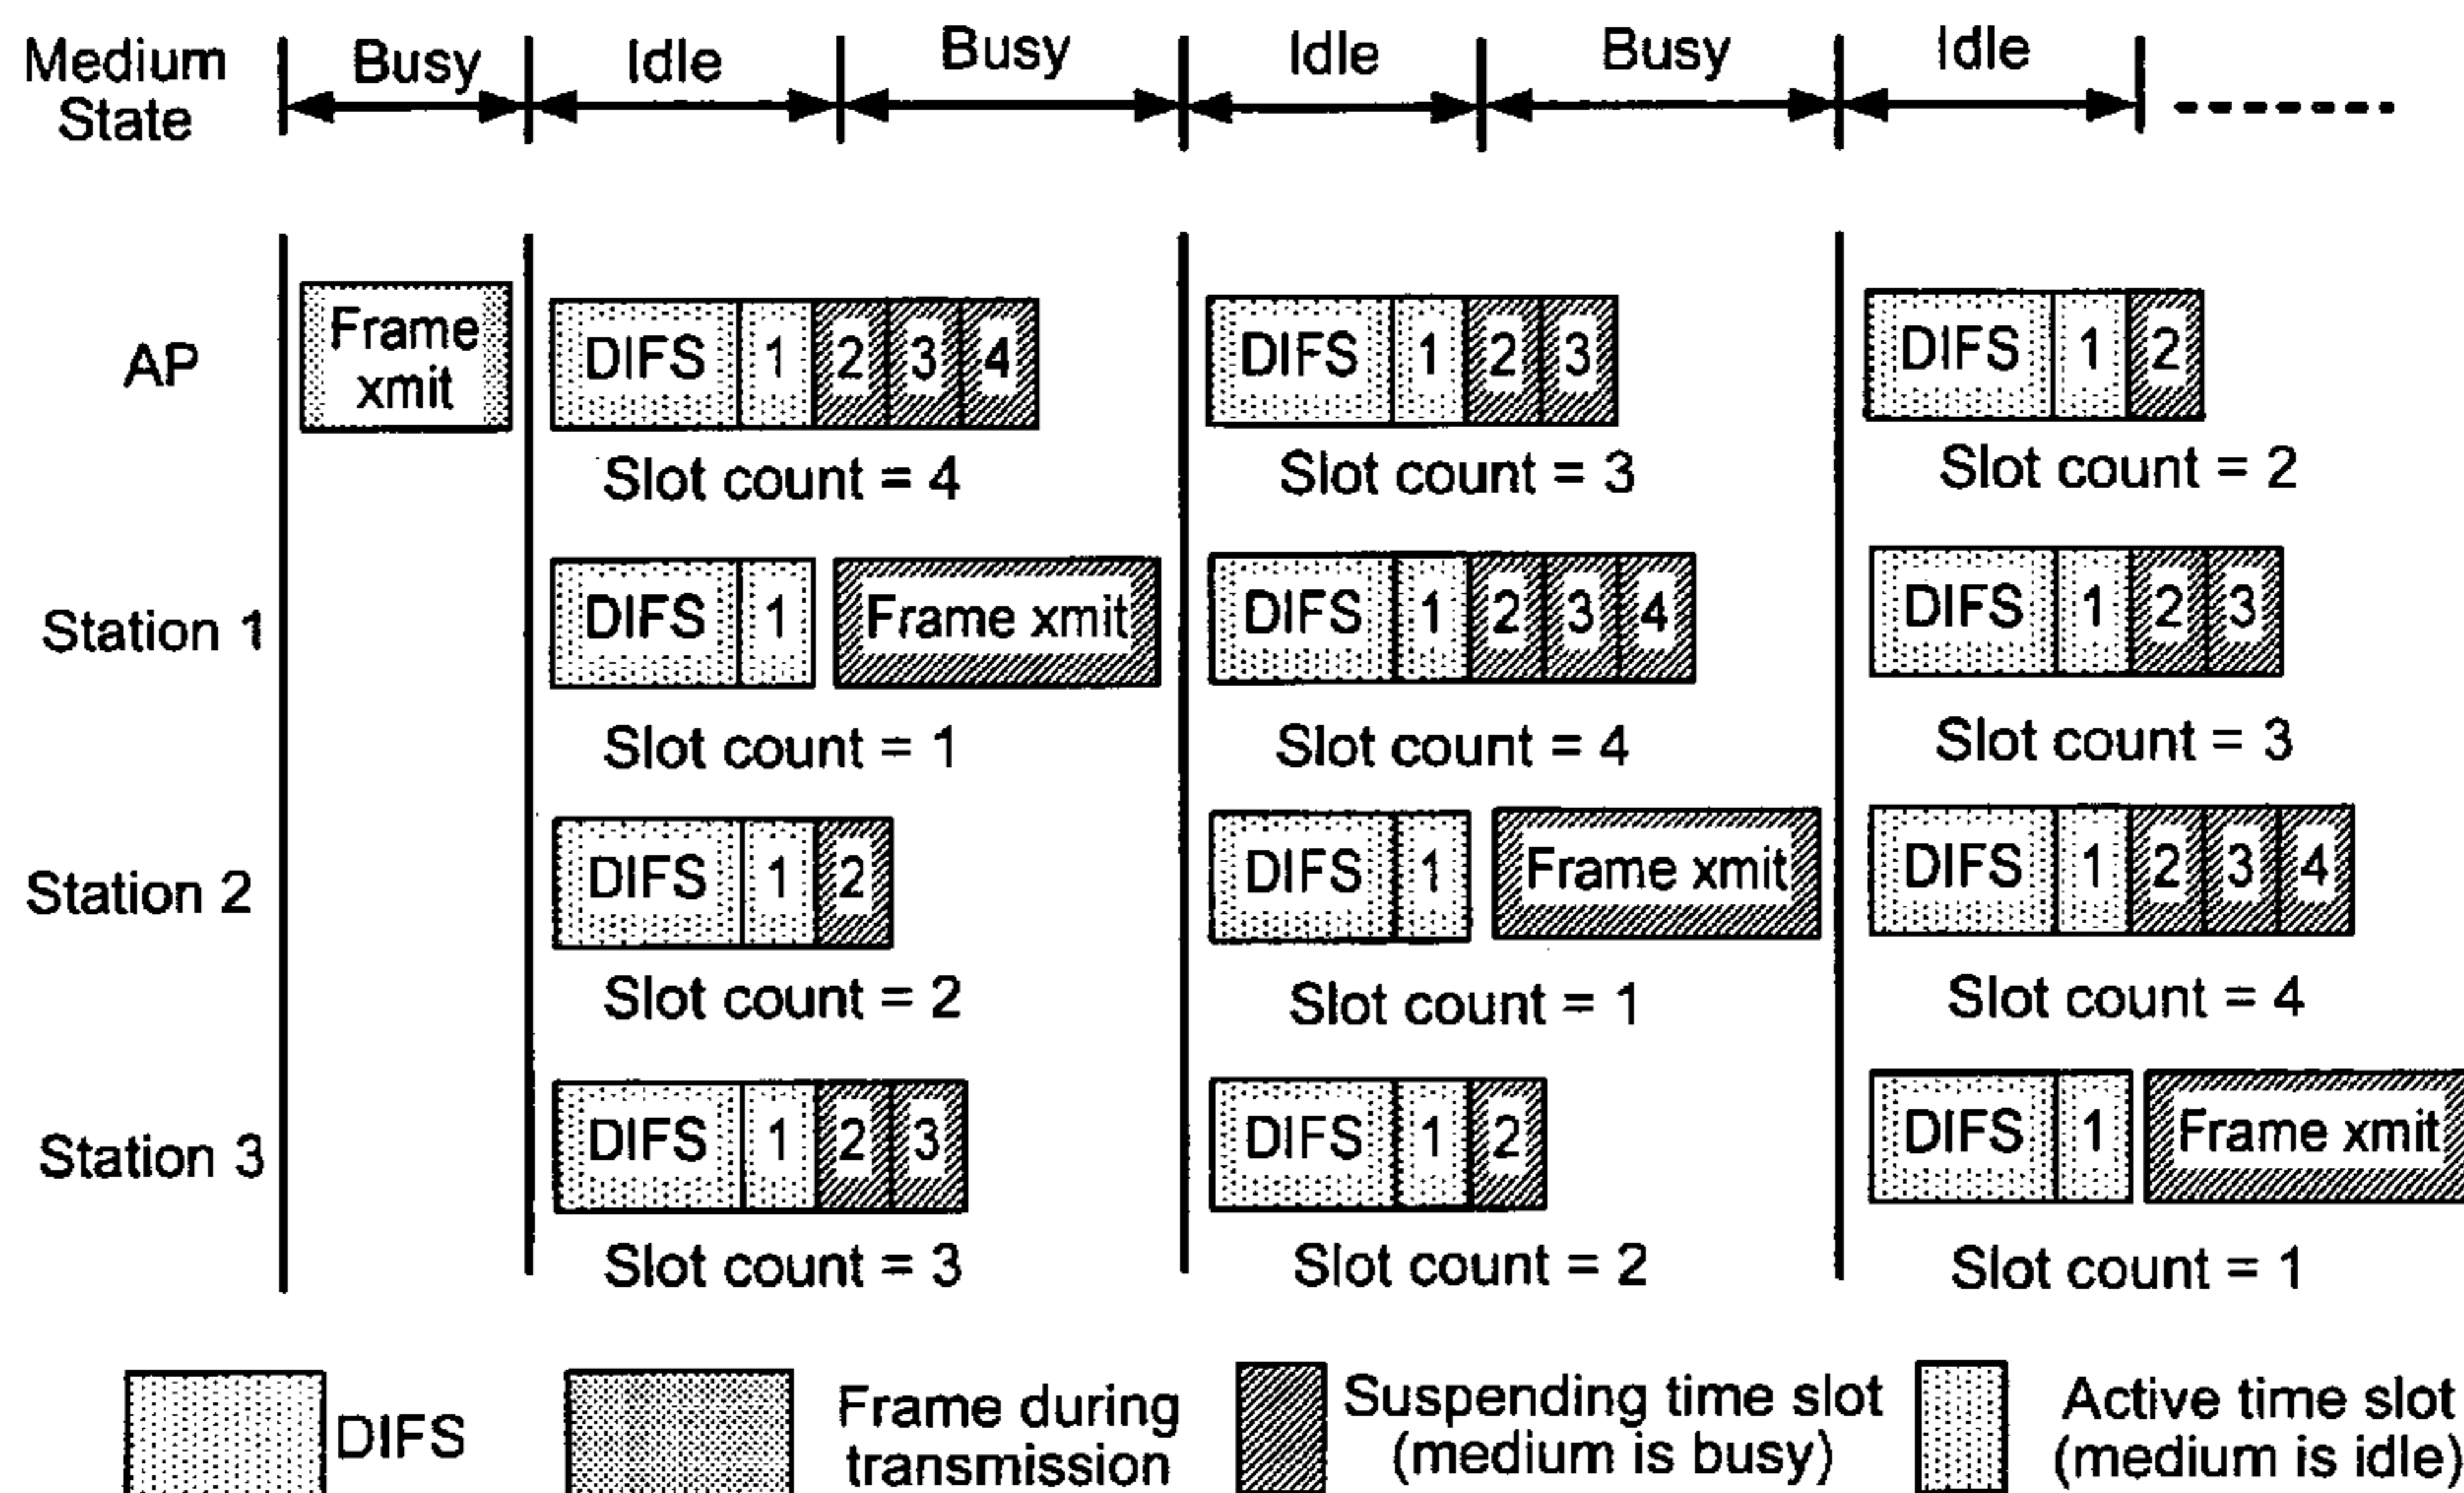 Medium State
Busy
Idle
Busy
Idle
Busy
Idle
AP
Frame xmit
DIFS 1 2 3 4
DIFS 1 2 3
DIFS 1 2
Slot count = 4
Slot count = 3
Slot count = 2
Station 1
DIFS 1
Frame xmit
DIFS 1 2 3 4
DIFS 1 2 3
Slot count = 1
Slot count = 4
Slot count = 3
Station 2
DIFS 1 2
DIFS 1
Frame xmit
DIFS 1 2 3 4
Slot count = 2
Slot count = 1
Slot count = 4
Station 3
DIFS 1 2 3
DIFS 1 2
DIFS 1
Frame xmit
Slot count = 3
Slot count = 2
Slot count = 1
DIFS
Frame during
transmission
Suspending time slot
(medium is busy)
Active time slot
(medium is idle)